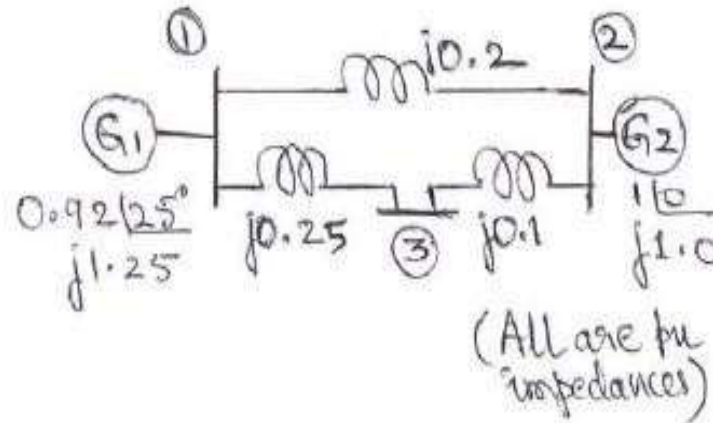 ① ②
j0.2
G1 G2
0.92∠25° 1∠0
j1.25 j0.25 ③ j0.1 j1.0
(All are pu
impedances)